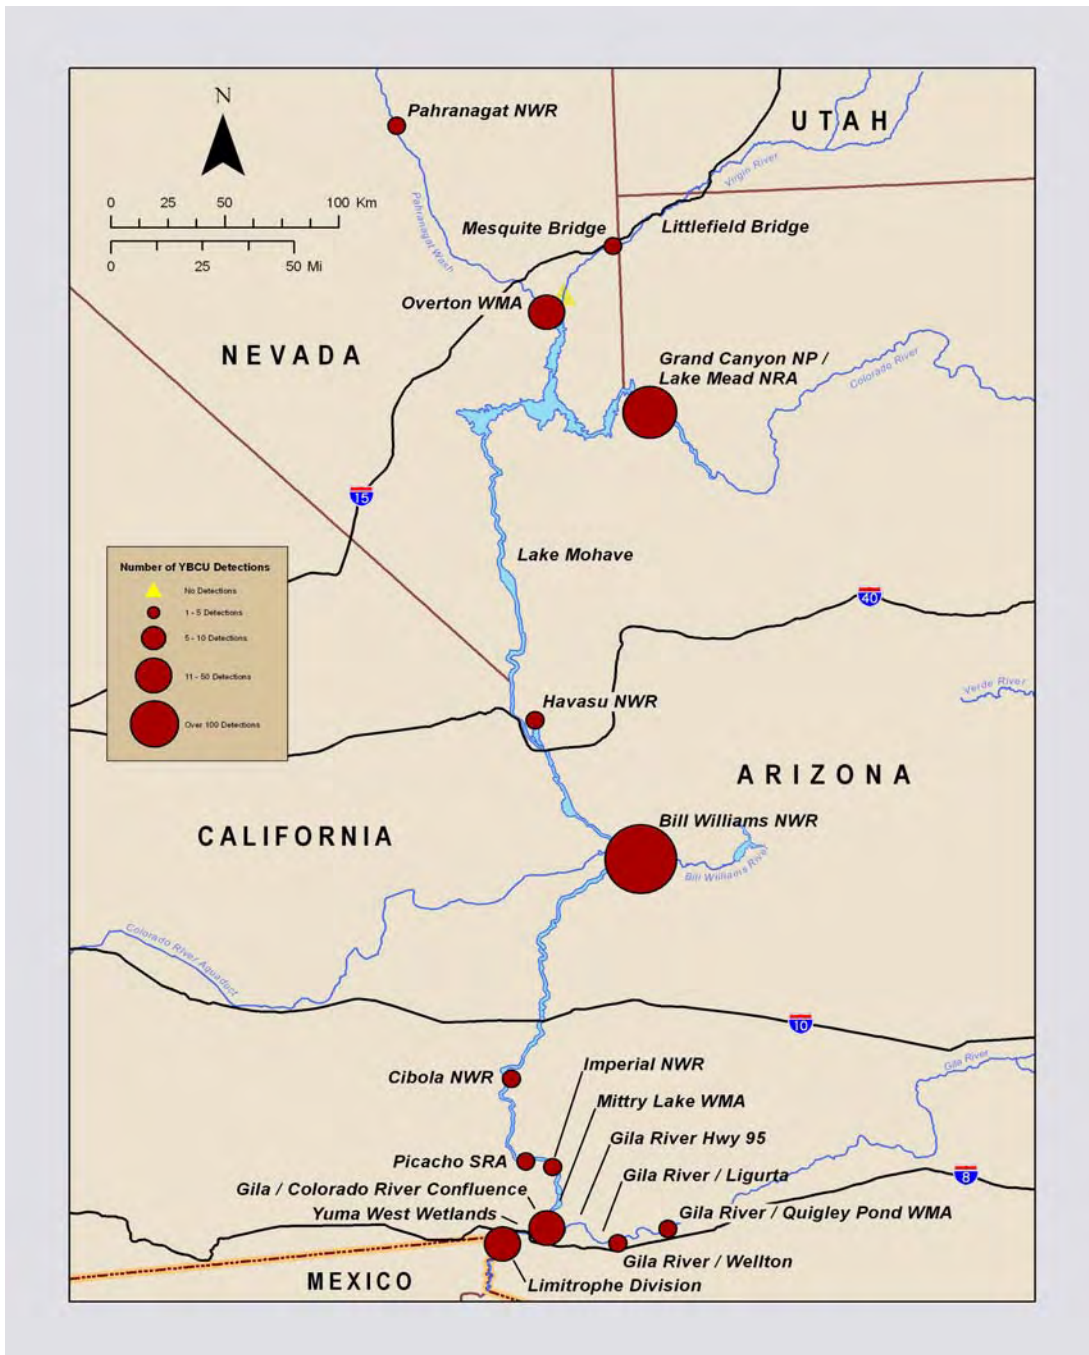 N
Pahranagat NWR
UTAH
0 25 50 100 Km
0 25 50 Mi
Virgin River
Pahranagat Wash
Mesquite Bridge
Littlefield Bridge
Overton WMA
NEVADA
Grand Canyon NP /
Lake Mead NRA
Colorado River
15
Lake Mohave
Number of YBCU Detections
No Detections
1 - 5 Detections
5 - 10 Detections
11 - 50 Detections
Over 100 Detections
40
Verde River
Havasu NWR
ARIZONA
CALIFORNIA
Bill Williams NWR
Bill Williams River
Colorado River Aquaduct
10
Gila River
Imperial NWR
Cibola NWR
Mittry Lake WMA
Gila River Hwy 95
Picacho SRA
Gila River / Ligurta
8
Gila / Colorado River Confluence
Yuma West Wetlands
Gila River / Quigley Pond WMA
Gila River / Wellton
MEXICO
Limitrophe Division